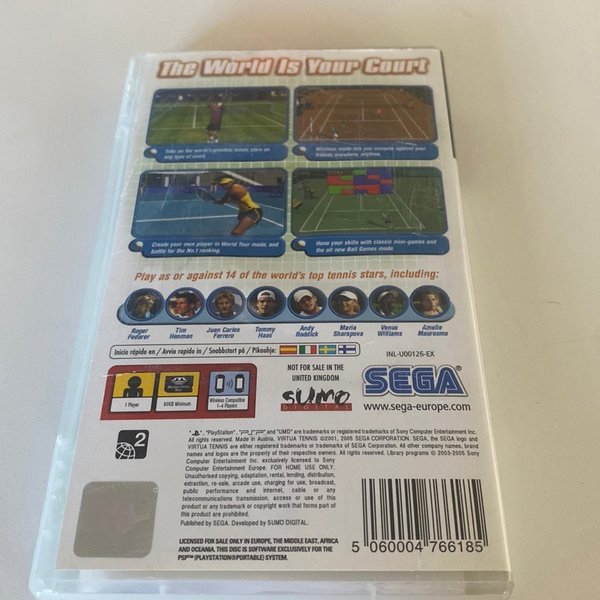 The World Is Your Court
Take on the world's greatest tennis stars on
any type of court.
Wireless mode lets you compete against your
friends anywhere, anytime.
Create your own player in World Tour mode, and
battle for the No.1 ranking.
Hone your skills with classic mini-games and
the all new Ball Games mode.
Play as or against 14 of the world's top tennis stars, including:
Roger Federer
Tim Henman
Juan Carlos Ferrero
Tommy Haas
Andy Roddick
Maria Sharapova
Venus Williams
Amelie Mauresmo
Inicio rápido en / Avvio rapido in / Snabbstart på / Pikaohje:
INL-U00126-EX
1 Player
Memory Stick
Wireless Compatible
1-4 Players
NOT FOR SALE IN THE
UNITED KINGDOM
sumo
DIGITAL
SEGA
www.sega-europe.com
2
"PlayStation", "PSP" and "UMD" are trademarks or registered trademarks of Sony Computer Entertainment Inc.
All rights reserved. Made in Austria. VIRTUA TENNIS ©2001, 2005 SEGA CORPORATION. SEGA, the SEGA logo and
VIRTUA TENNIS are either registered trademarks or trademarks of SEGA Corporation. All other company names, brand
names and logos are the property of their respective owners. All rights reserved. Library programs © 2003-2005 Sony
Computer Entertainment Inc. exclusively licensed to Sony
Computer Entertainment Europe. FOR HOME USE ONLY.
Unauthorised copying, adaptation, rental, lending, distribution,
extraction, re-sale, arcade use, charging for use, broadcast,
public performance and internet, cable or any
telecommunications transmission, access or use of this
product or any trademark or copyright work that forms part of
this product are prohibited.
Published by SEGA. Developed by SUMO DIGITAL.
LICENSED FOR SALE ONLY IN EUROPE, THE MIDDLE EAST, AFRICA
AND OCEANIA. THIS DISC IS SOFTWARE EXCLUSIVELY FOR THE
PSP™ (PLAYSTATION®PORTABLE) SYSTEM.
5 060004 766185